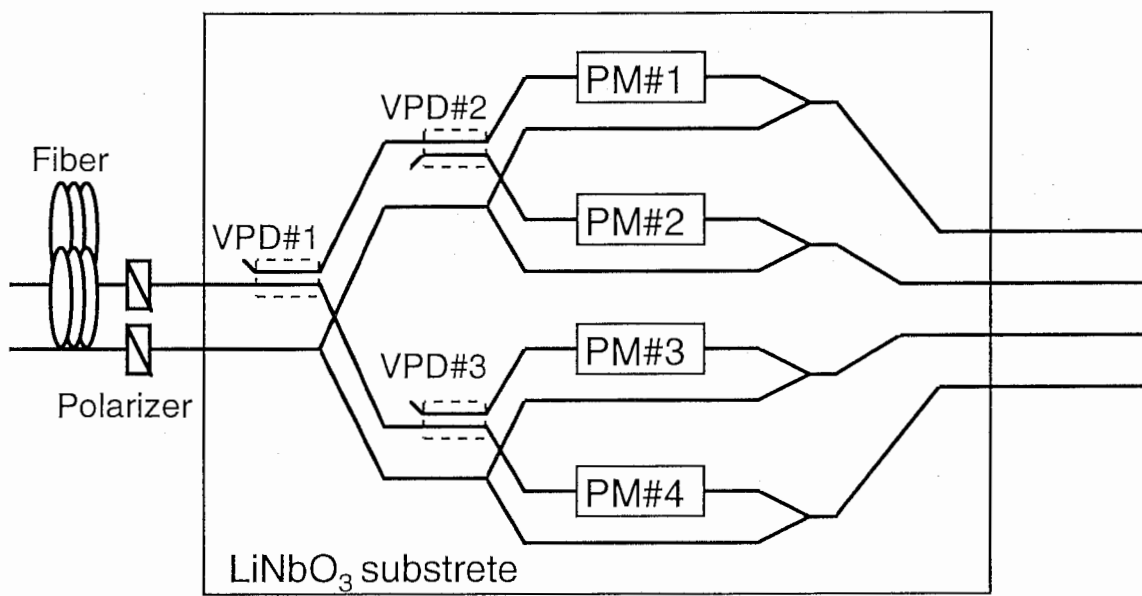 PM#1
VPD#2
Fiber
PM#2
VPD#1
PM#3
VPD#3
Polarizer
PM#4
LiNbO₃ substrete